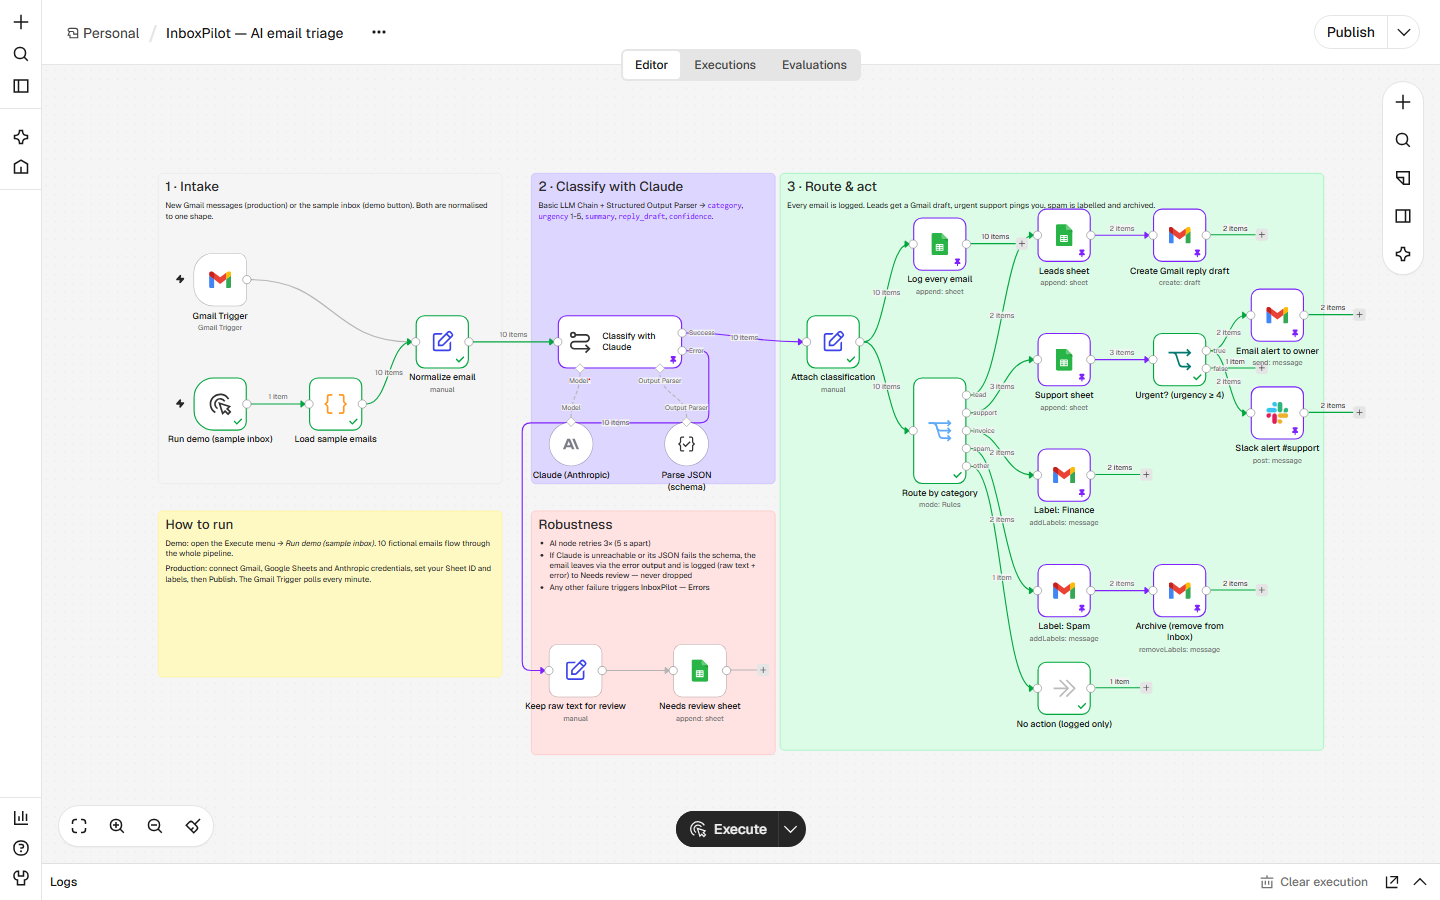 Personal / InboxPilot — AI email triage
Publish
Editor
Executions
Evaluations
1 · Intake
New Gmail messages (production) or the sample inbox (demo button). Both are normalised
to one shape.
Gmail Trigger
Gmail Trigger
Run demo (sample inbox)
1 item
Load sample emails
10 items
Normalize email
manual
10 items
2 · Classify with Claude
Basic LLM Chain + Structured Output Parser → category,
urgency 1-5, summary, reply_draft, confidence.
Classify with
Claude
Success
Error
10 items
Model*
Output Parser
Model
Output Parser
10 items
Claude (Anthropic)
Parse JSON
(schema)
3 · Route & act
Every email is logged. Leads get a Gmail draft, urgent support pings you, spam is labelled and archived.
Attach classification
manual
10 items
10 items
Log every email
append: sheet
10 items
Route by category
mode: Rules
lead
support
invoice
spam
other
2 items
3 items
2 items
2 items
1 item
Leads sheet
append: sheet
2 items
Create Gmail reply draft
create: draft
2 items
Support sheet
append: sheet
3 items
Urgent? (urgency ≥ 4)
true
false
2 items
1 item
2 items
Email alert to owner
send: message
2 items
Slack alert #support
post: message
2 items
Label: Finance
addLabels: message
2 items
Label: Spam
addLabels: message
2 items
Archive (remove from
Inbox)
removeLabels: message
2 items
No action (logged only)
1 item
How to run
Demo: open the Execute menu → Run demo (sample inbox). 10 fictional emails flow through
the whole pipeline.
Production: connect Gmail, Google Sheets and Anthropic credentials, set your Sheet ID and
labels, then Publish. The Gmail Trigger polls every minute.
Robustness
• AI node retries 3× (5 s apart)
• If Claude is unreachable or its JSON fails the schema, the
email leaves via the error output and is logged (raw text +
error) to Needs review — never dropped
• Any other failure triggers InboxPilot — Errors
Keep raw text for review
manual
Needs review sheet
append: sheet
Execute
Logs
Clear execution